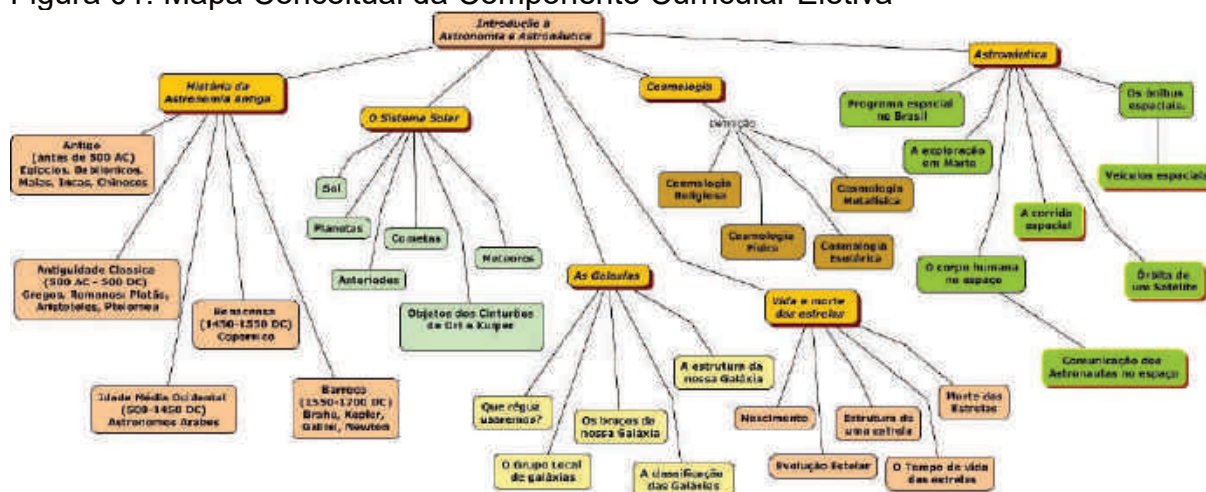 Figura 01: Mapa Conceitual da Componente Curricular Eletiva
Introdução à
Astronomia e Astronáutica
História da
Astronomia Antiga
Antigo
(antes de 500 AC)
Egípcios, Babilônicos,
Maias, Incas, Chineses
Antiguidade Classica
(500 AC - 500 DC)
Gregos, Romanos: Platão,
Aristóteles, Ptolomeu
Renascença
(1450-1550 DC)
Copernico
Idade Média Ocidental
(500-1450 DC)
Astronomos Árabes
Barroco
(1550-1700 DC)
Brahe, Kepler,
Galilei, Newton
O Sistema Solar
Sol
Planetas
Cometas
Meteoros
Asteriodes
Objetos dos Cinturões
de Ort e Kuiper
As Galaxias
Que régua
usaremos?
O Grupo Local
de galáxias
Os braços da
nossa Galáxia
A classificação
das Galáxias
A estrutura da
nossa Galáxia
Cosmologia
Definição
Cosmologia
Religiosa
Cosmologia
Física
Cosmologia
Esotérica
Cosmologia
Metafísica
Vida e morte
das estrelas
Nascimento
Evolução Estelar
Estrutura de
uma estrela
O Tempo de vida
das estrelas
Morte das
Estrelas
Astronáutica
Programa espacial
no Brasil
A exploração
em Marte
O corpo humano
no espaço
Comunicação dos
Astronautas no espaço
A corrida
espacial
Órbita de
um Satélite
Os ônibus
espaciais.
Veículos espaciais